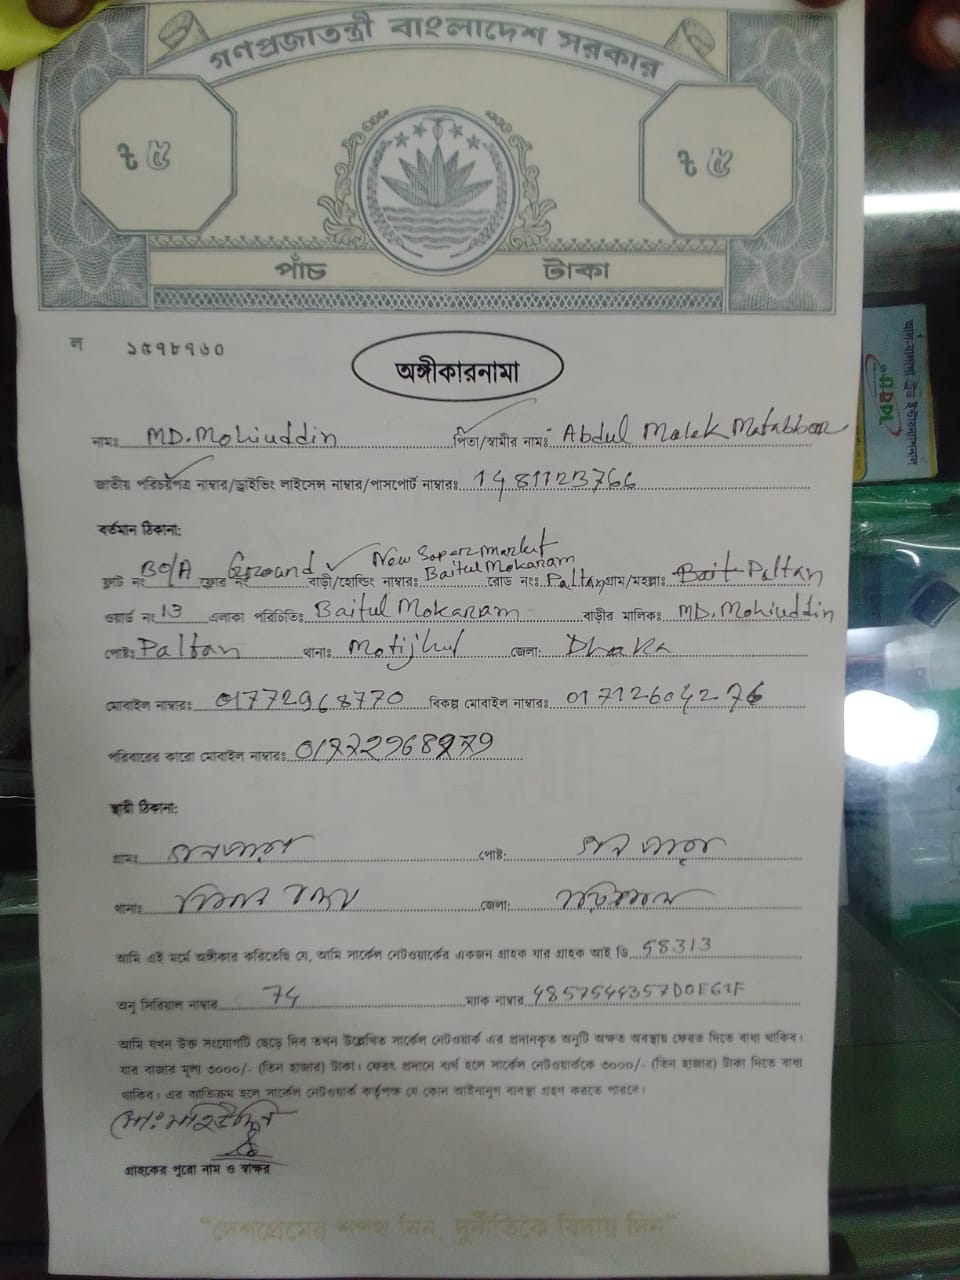 গণপ্রজাতন্ত্রী বাংলাদেশ সরকার
৳ ৫ ৳ ৫
পাঁচ টাকা
ল ১৫৭৮৭৬০
অঙ্গীকারনামা
নামঃ MD. Mohiuddin পিতা/স্বামীর নামঃ Abdul Malek Matabbor
জাতীয় পরিচয়পত্র নাম্বার/ড্রাইভিং লাইসেন্স নাম্বার/পাসপোর্ট নাম্বারঃ 1481123766
বর্তমান ঠিকানা:
New Super Market
ফ্লাট নং 80/A ফ্লোর নং Ground বাড়ী/হোল্ডিং নাম্বারঃ Baitul Mokaram রোড নংঃ Paltan গ্রাম/মহল্লাঃ Paltan
ওয়ার্ড নংঃ 13 এলাকা পরিচিতিঃ Baitul Mokaram বাড়ীর মালিকঃ MD. Mohiuddin
পোষ্টঃ Paltan থানাঃ Motijhil জেলা: Dhaka
মোবাইল নাম্বারঃ 01772968770 বিকল্প মোবাইল নাম্বারঃ 01712604276
পরিবারের কারো মোবাইল নাম্বারঃ
স্থায়ী ঠিকানা:
গ্রামঃ পোষ্ট:
থানাঃ জেলা:
আমি এই মর্মে অঙ্গীকার করিতেছি যে, আমি সার্কেল নেটওয়ার্কের একজন গ্রাহক যার গ্রাহক আই ডি 58313
অনু সিরিয়াল নাম্বার 74 ম্যাক নাম্বার
আমি যখন উক্ত সংযোগটি ছেড়ে দিব তখন উল্লেখিত সার্কেল নেটওয়ার্ক এর প্রদানকৃত অনুটি অক্ষত অবস্থায় ফেরত দিতে বাধ্য থাকিব।
যার বাজার মূল্য ৩০০০/- (তিন হাজার) টাকা। ফেরৎ প্রদানে ব্যর্থ হলে সার্কেল নেটওয়ার্ককে ৩০০০/- (তিন হাজার) টাকা দিতে বাধ্য
থাকিব। এর ব্যতিক্রম হলে সার্কেল নেটওয়ার্ক কর্তৃপক্ষ যে কোন আইনানুগ ব্যবস্থা গ্রহণ করতে পারবে।
মোঃ মহিউদ্দিন
গ্রাহকের পুরো নাম ও স্বাক্ষর
“দেশপ্রেমের শপথ নিন, দুর্নীতিকে বিদায় দিন”